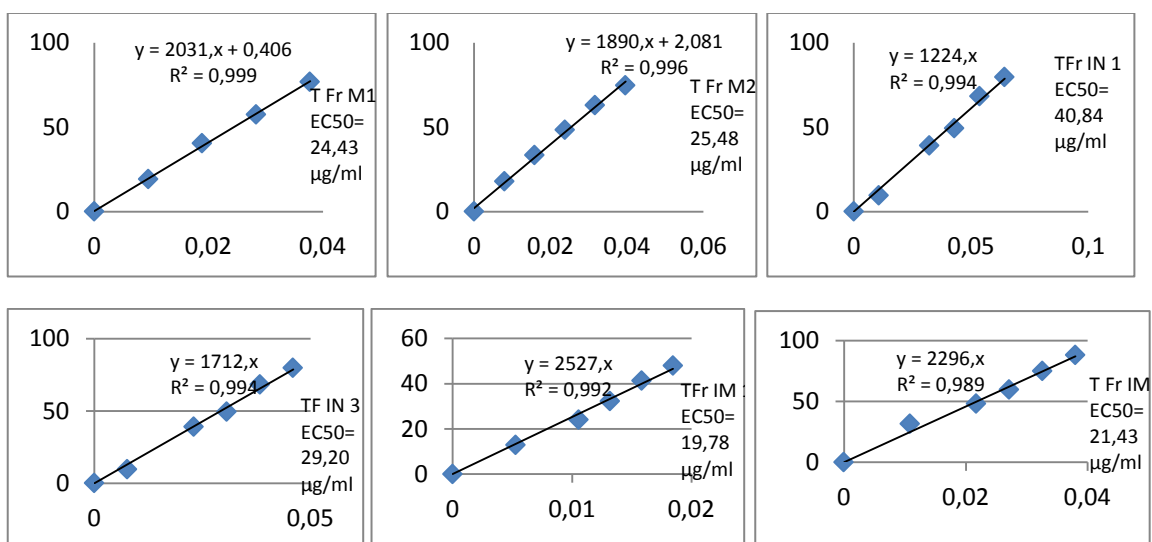 100
50
0
0
0,02
0,04
y = 2031,x + 0,406
R² = 0,999
T Fr M1
EC50=
24,43
µg/ml
100
50
0
0
0,02
0,04
0,06
y = 1890,x + 2,081
R² = 0,996
T Fr M2
EC50=
25,48
µg/ml
100
50
0
0
0,05
0,1
y = 1224,x
R² = 0,994
TFr IN 1
EC50=
40,84
µg/ml
100
50
0
0
0,05
y = 1712,x
R² = 0,994
TF IN 3
EC50=
29,20
µg/ml
60
40
20
0
0
0,01
0,02
y = 2527,x
R² = 0,992
TFr IM 1
EC50=
19,78
µg/ml
100
50
0
0
0,02
0,04
y = 2296,x
R² = 0,989
T Fr IM
EC50=
21,43
µg/ml